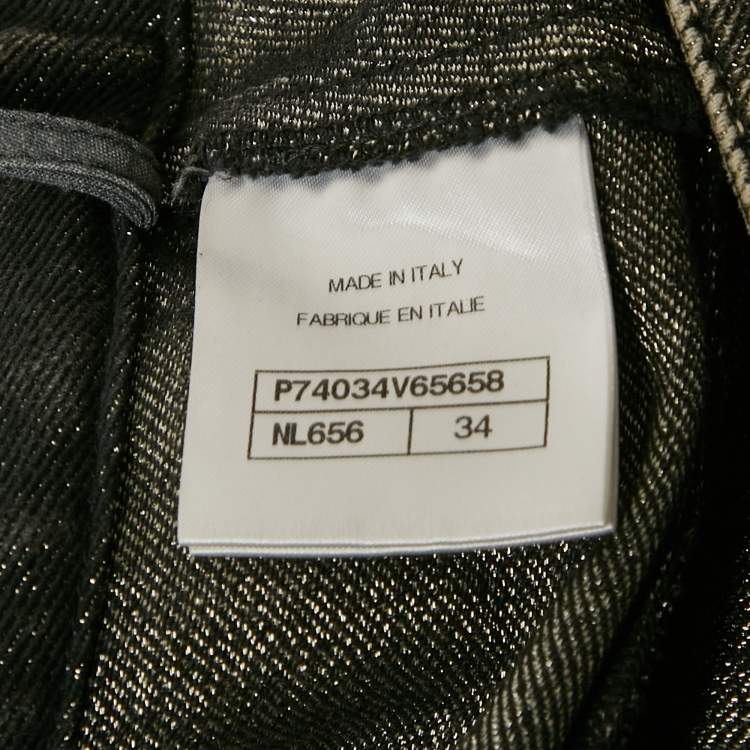 MADE IN ITALY
FABRIQUE EN ITALIE
P74034V65658
NL656 34